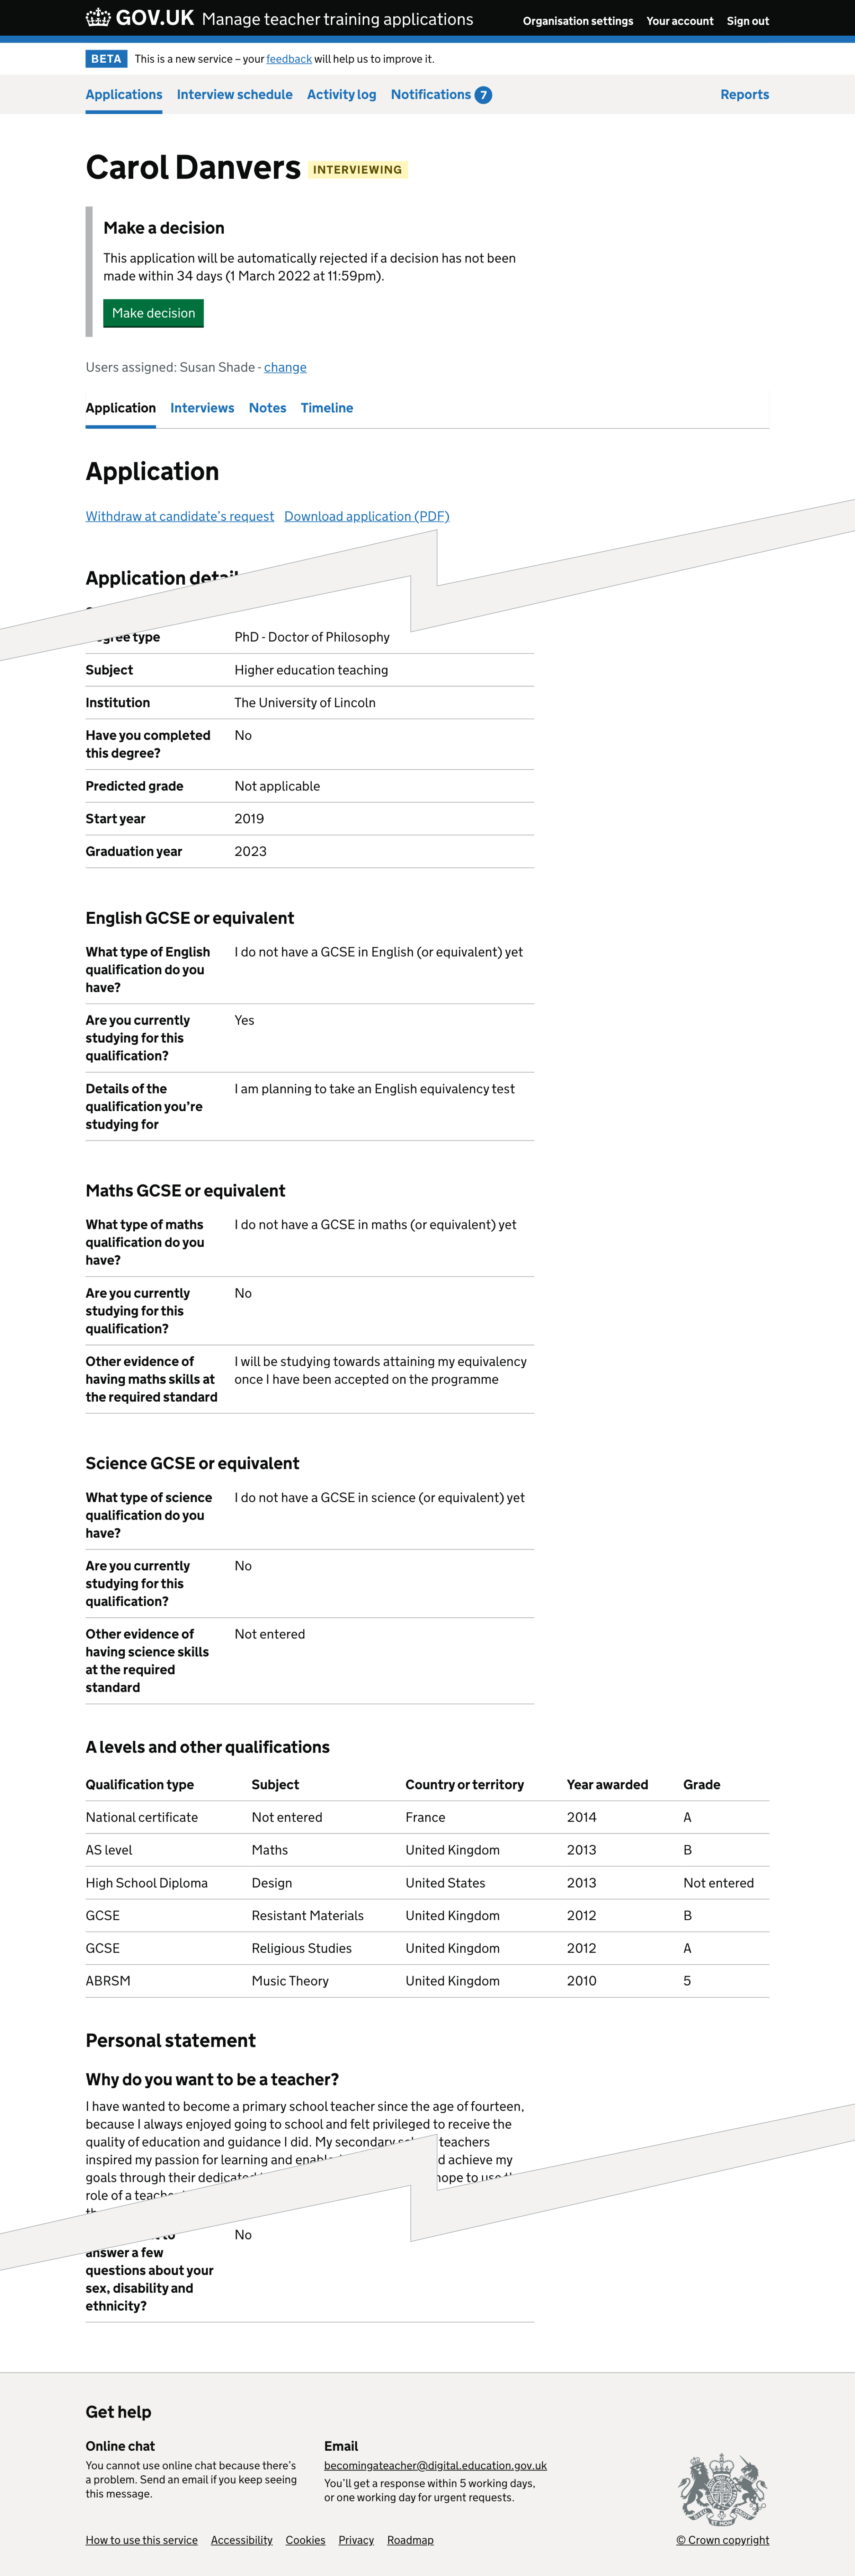 GOV.UK Manage teacher training applications Organisation settings Your account Sign out
BETA This is a new service – your feedback will help us to improve it.
Applications Interview schedule Activity log Notifications 7 Reports
Carol Danvers INTERVIEWING
Make a decision
This application will be automatically rejected if a decision has not been
made within 34 days (1 March 2022 at 11:59pm).
Make decision
Users assigned: Susan Shade - change
Application Interviews Notes Timeline
Application
Withdraw at candidate’s request Download application (PDF)
Application
type PhD - Doctor of Philosophy
Subject Higher education teaching
Institution The University of Lincoln
Have you completed No
this degree?
Predicted grade Not applicable
Start year 2019
Graduation year 2023
English GCSE or equivalent
What type of English I do not have a GCSE in English (or equivalent) yet
qualification do you
have?
Are you currently Yes
studying for this
qualification?
Details of the I am planning to take an English equivalency test
qualification you’re
studying for
Maths GCSE or equivalent
What type of maths I do not have a GCSE in maths (or equivalent) yet
qualification do you
have?
Are you currently No
studying for this
qualification?
Other evidence of I will be studying towards attaining my equivalency
having maths skills at once I have been accepted on the programme
the required standard
Science GCSE or equivalent
What type of science I do not have a GCSE in science (or equivalent) yet
qualification do you
have?
Are you currently No
studying for this
qualification?
Other evidence of Not entered
having science skills
at the required
standard
A levels and other qualifications
Qualification type Subject Country or territory Year awarded Grade
National certificate Not entered France 2014 A
AS level Maths United Kingdom 2013 B
High School Diploma Design United States 2013 Not entered
GCSE Resistant Materials United Kingdom 2012 B
GCSE Religious Studies United Kingdom 2012 A
ABRSM Music Theory United Kingdom 2010 5
Personal statement
Why do you want to be a teacher?
I have wanted to become a primary school teacher since the age of fourteen,
because I always enjoyed going to school and felt privileged to receive the
quality of education and guidance I did. My secondary teachers
inspired my passion for learning and achieve my
goals through their dedicated hope to use
role of a
to No
answer a few
questions about your
sex, disability and
ethnicity?
Get help
Online chat
You cannot use online chat because there’s
a problem. Send an email if you keep seeing
this message.
Email
becomingateacher@digital.education.gov.uk
You’ll get a response within 5 working days,
or one working day for urgent requests.
How to use this service Accessibility Cookies Privacy Roadmap © Crown copyright